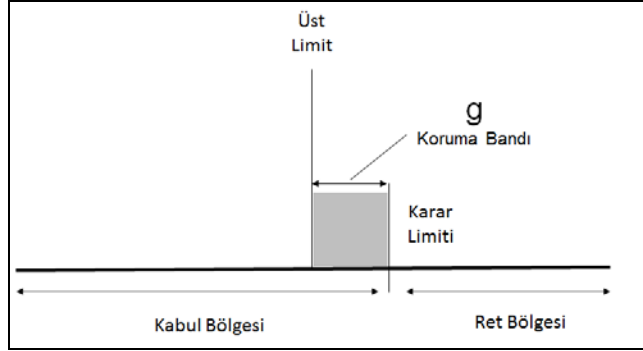 Üst
Limit
g
Koruma Bandı
Karar
Limiti
Kabul Bölgesi
Ret Bölgesi